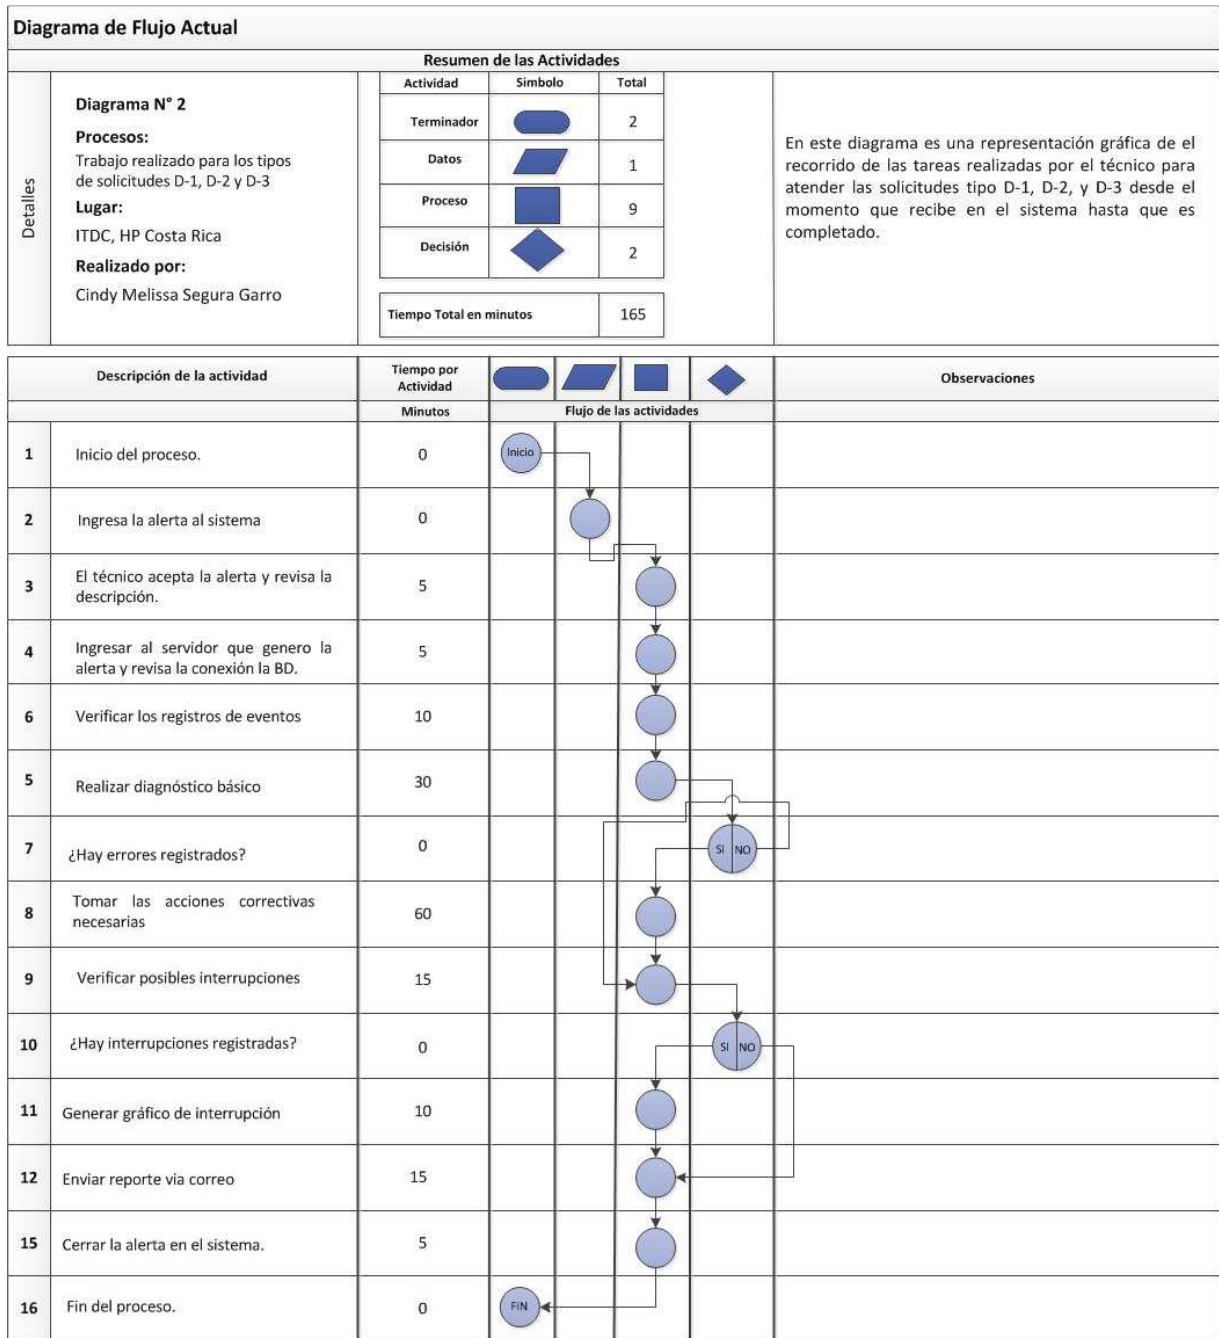 Diagrama de Flujo Actual
Resumen de las Actividades
Detalles
Diagrama N° 2
Procesos:
Trabajo realizado para los tipos
de solicitudes D-1, D-2 y D-3
Lugar:
ITDC, HP Costa Rica
Realizado por:
Cindy Melissa Segura Garro
Actividad Simbolo Total
Terminador 2
Datos 1
Proceso 9
Decisión 2
Tiempo Total en minutos 165
En este diagrama es una representación gráfica de el
recorrido de las tareas realizadas por el técnico para
atender las solicitudes tipo D-1, D-2, y D-3 desde el
momento que recibe en el sistema hasta que es
completado.
Descripción de la actividad
Tiempo por
Actividad
Observaciones
Minutos Flujo de las actividades
1 Inicio del proceso. 0 Inicio
2 Ingresa la alerta al sistema 0
3 El técnico acepta la alerta y revisa la
descripción. 5
4 Ingresar al servidor que genero la
alerta y revisa la conexión la BD. 5
6 Verificar los registros de eventos 10
5 Realizar diagnóstico básico 30
7 ¿Hay errores registrados? 0 SI NO
8 Tomar las acciones correctivas
necesarias 60
9 Verificar posibles interrupciones 15
10 ¿Hay interrupciones registradas? 0 SI NO
11 Generar gráfico de interrupción 10
12 Enviar reporte via correo 15
15 Cerrar la alerta en el sistema. 5
16 Fin del proceso. 0 FIN